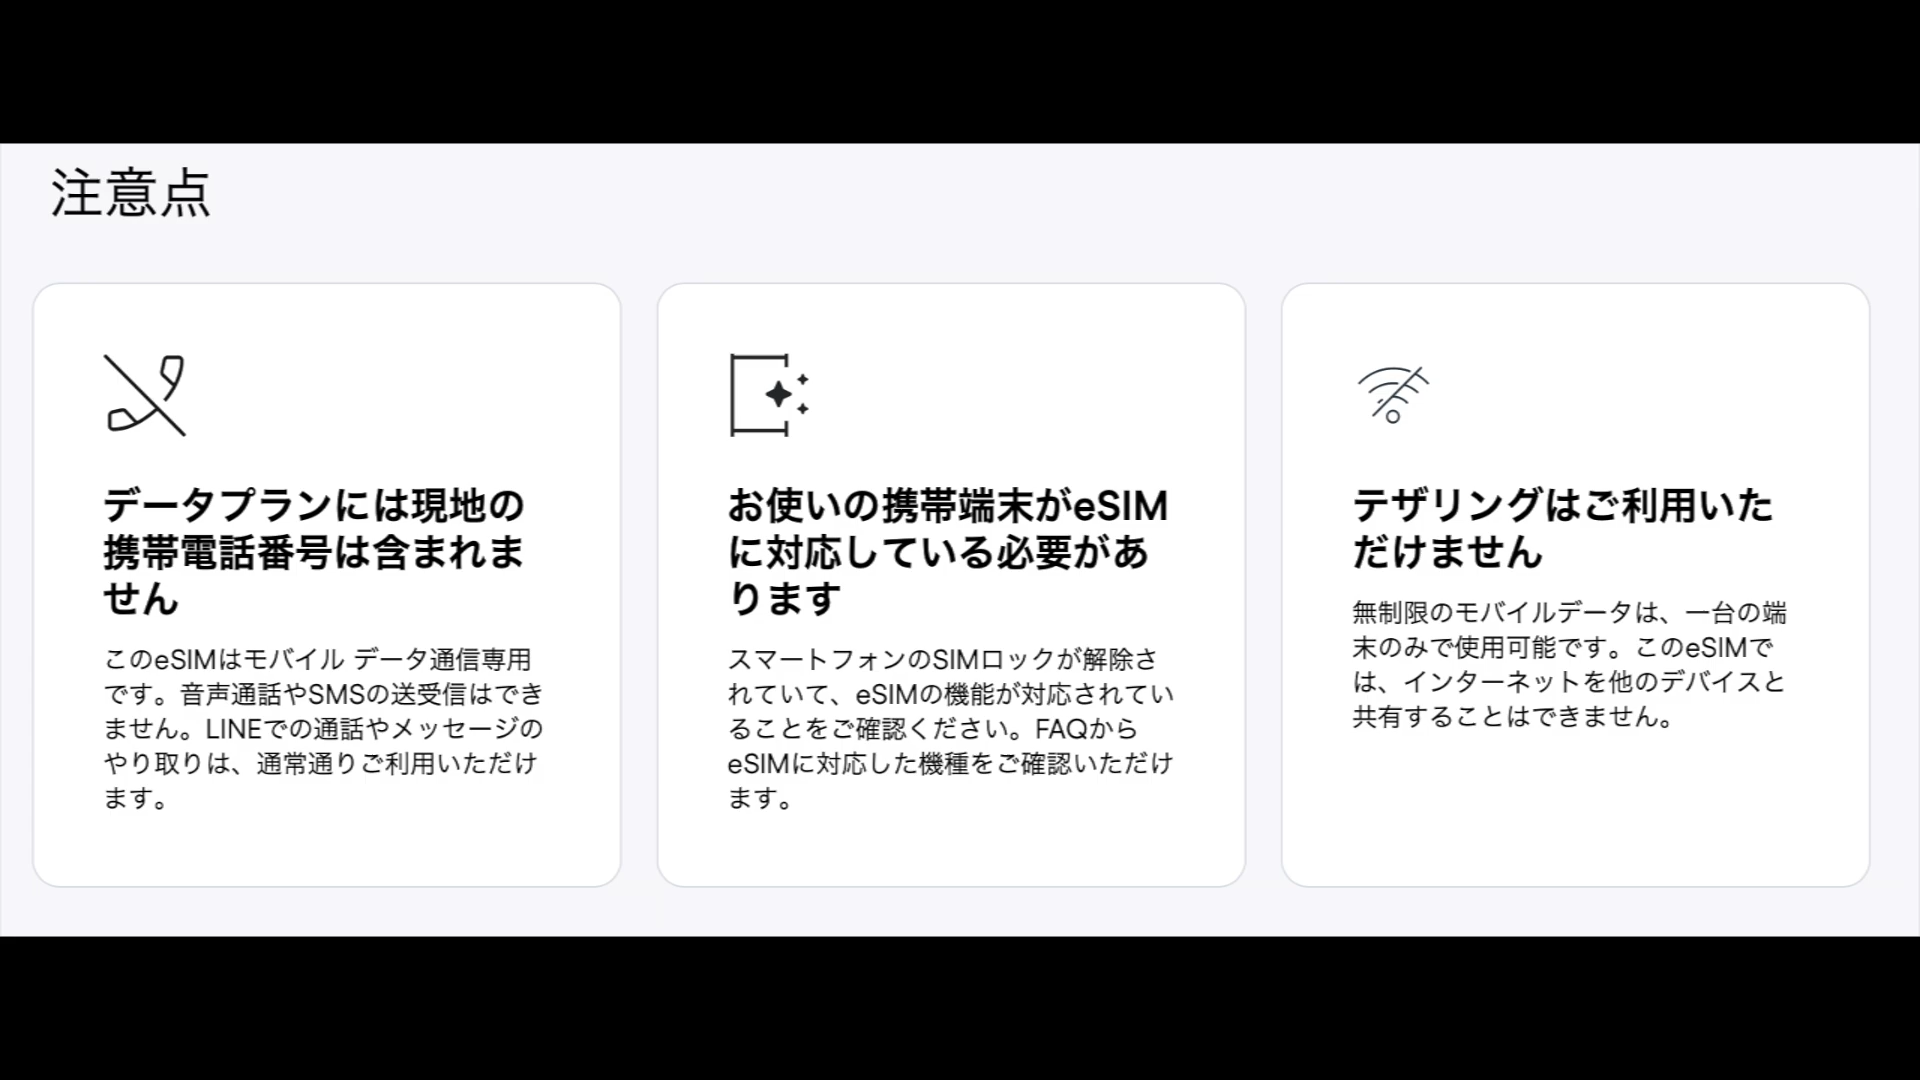 注意点
データプランには現地の
携帯電話番号は含まれま
せん
このeSIMはモバイル データ通信専用
です。音声通話やSMSの送受信はでき
ません。LINEでの通話やメッセージの
やり取りは、通常通りご利用いただけ
ます。
お使いの携帯端末がeSIM
に対応している必要があ
ります
スマートフォンのSIMロックが解除さ
れていて、eSIMの機能が対応されてい
ることをご確認ください。FAQから
eSIMに対応した機種をご確認いただけ
ます。
テザリングはご利用いた
だけません
無制限のモバイルデータは、一台の端
末のみで使用可能です。このeSIMで
は、インターネットを他のデバイスと
共有することはできません。